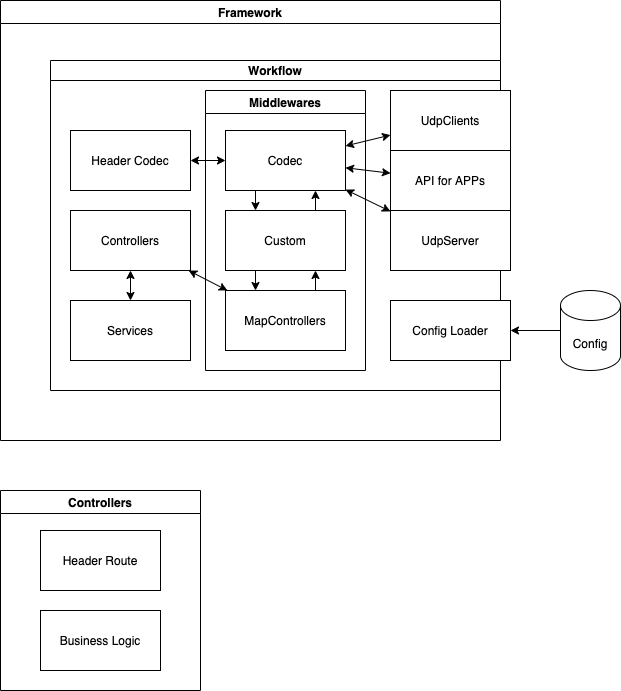 Framework
Workflow
Middlewares
UdpClients
Header Codec
Codec
API for APPs
Controllers
Custom
UdpServer
Services
MapControllers
Config Loader
Config
Controllers
Header Route
Business Logic